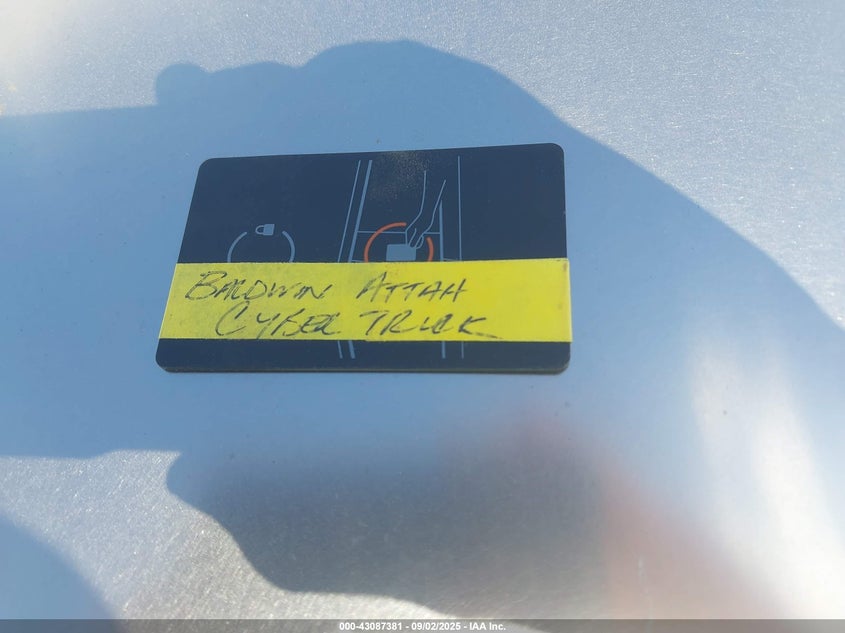 BALDWIN ATTAH
CYBER TRUCK
000-43087381 - 09/02/2025 - IAA Inc.